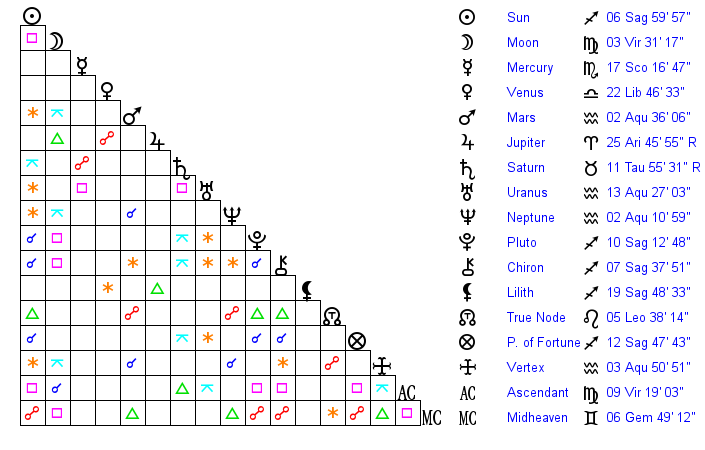 Sun 06 Sag 59' 57"
Moon 03 Vir 31' 17"
Mercury 17 Sco 16' 47"
Venus 22 Lib 46' 33"
Mars 02 Aqu 36' 06"
Jupiter 25 Ari 45' 55" R
Saturn 11 Tau 55' 31" R
Uranus 13 Aqu 27' 03"
Neptune 02 Aqu 10' 59"
Pluto 10 Sag 12' 48"
Chiron 07 Sag 37' 51"
Lilith 19 Sag 48' 33"
True Node 05 Leo 38' 14"
P. of Fortune 12 Sag 47' 43"
Vertex 03 Aqu 50' 51"
AC AC Ascendant 09 Vir 19' 03"
MC MC Midheaven 06 Gem 49' 12"